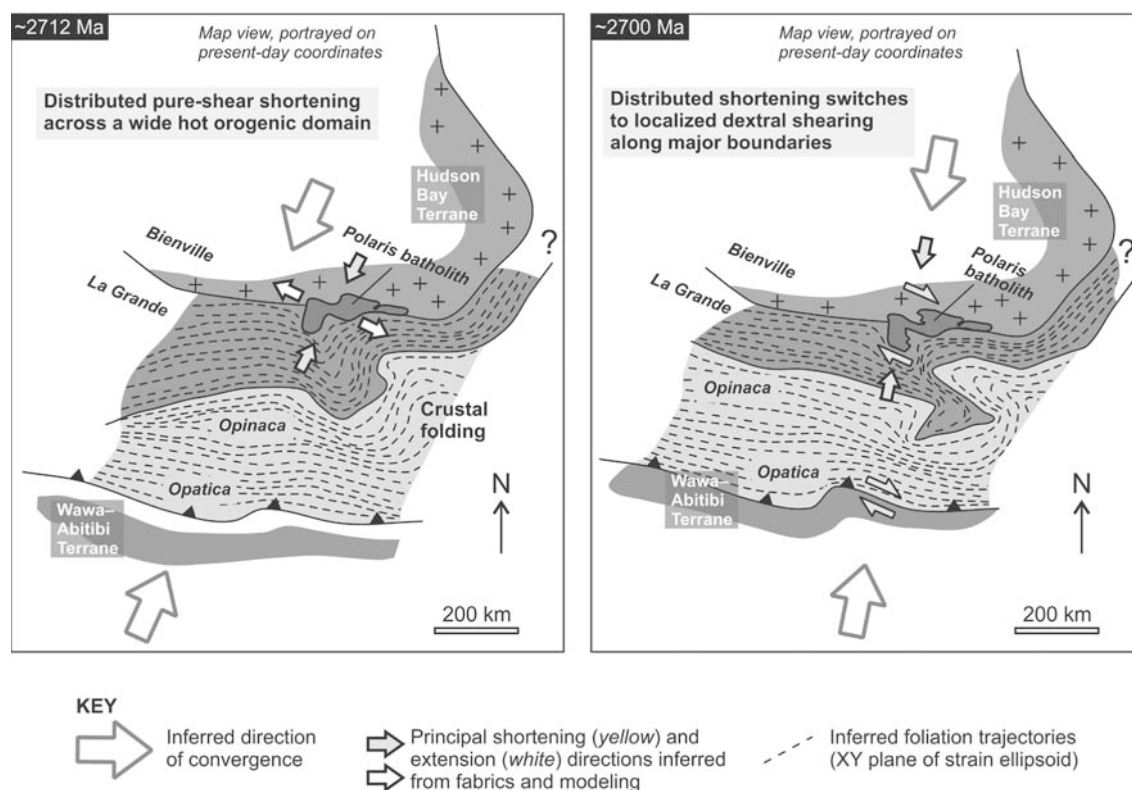 ~2712 Ma
Map view, portrayed on
present-day coordinates
Distributed pure-shear shortening
across a wide hot orogenic domain
Hudson
Bay
Terrane
?
Bienville
Polaris batholith
La Grande
Opinaca
Crustal
folding
Opatica
Wawa–
Abitibi
Terrane
N
200 km
~2700 Ma
Map view, portrayed on
present-day coordinates
Distributed shortening switches
to localized dextral shearing
along major boundaries
Hudson
Bay
Terrane
?
Bienville
Polaris
batholith
La Grande
Opinaca
Opatica
Wawa–
Abitibi
Terrane
N
200 km
KEY
Inferred direction
of convergence
Principal shortening (yellow) and
extension (white) directions inferred
from fabrics and modeling
Inferred foliation trajectories
(XY plane of strain ellipsoid)